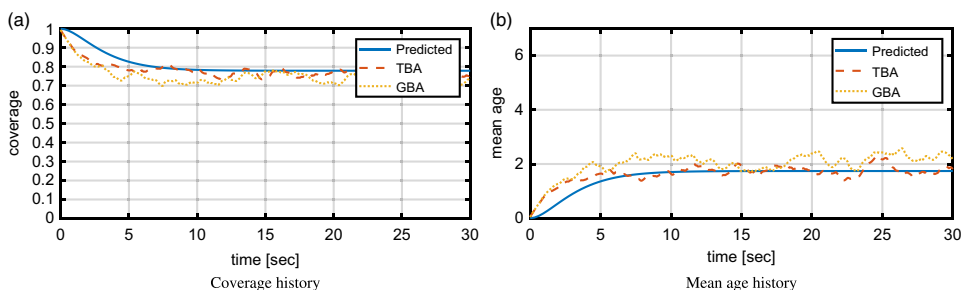 (a)
1
0.9
0.8
0.7
0.6
0.5
0.4
0.3
0.2
0.1
0
coverage
Predicted
TBA
GBA
0 5 10 15 20 25 30
time [sec]
Coverage history
(b)
6
4
2
0
mean age
Predicted
TBA
GBA
0 5 10 15 20 25 30
time [sec]
Mean age history